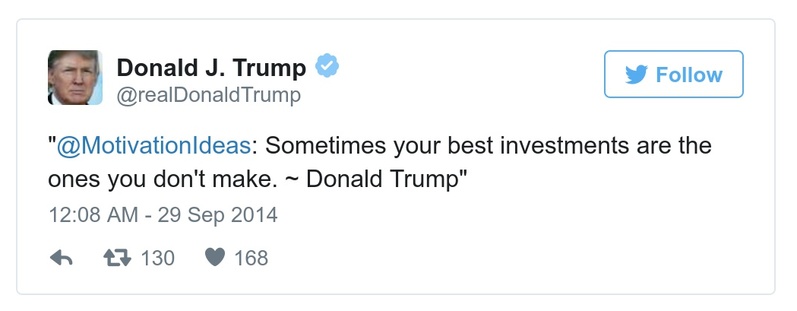 Donald J. Trump
@realDonaldTrump
Follow
"@MotivationIdeas: Sometimes your best investments are the
ones you don't make. ~ Donald Trump"
12:08 AM - 29 Sep 2014
130 168